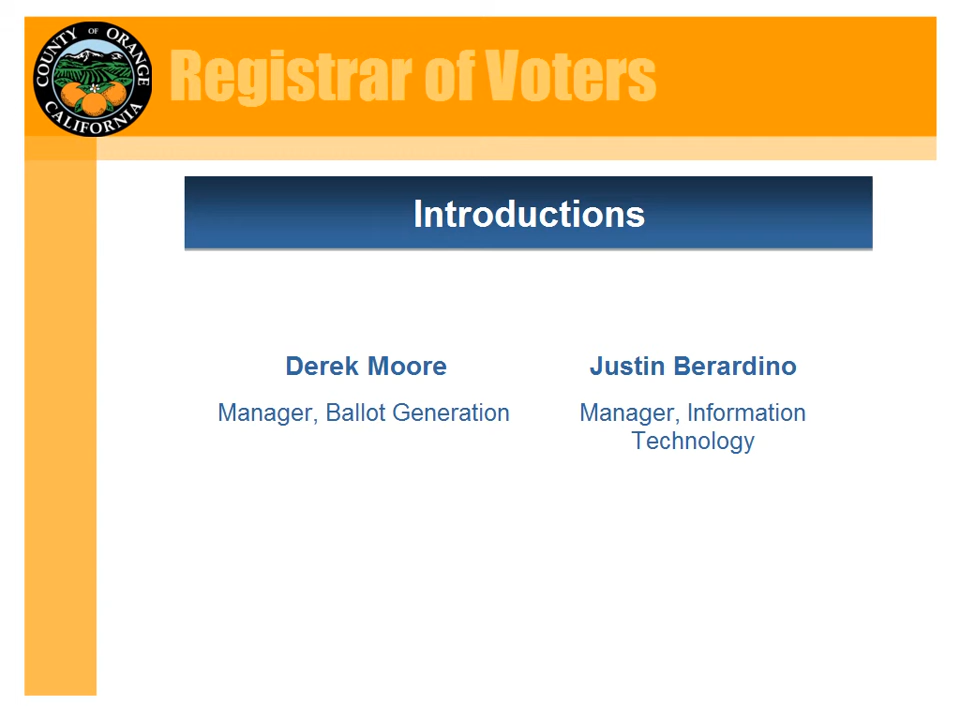 COUNTY OF ORANGE
CALIFORNIA
Registrar of Voters
Introductions
Derek Moore
Manager, Ballot Generation
Justin Berardino
Manager, Information
Technology